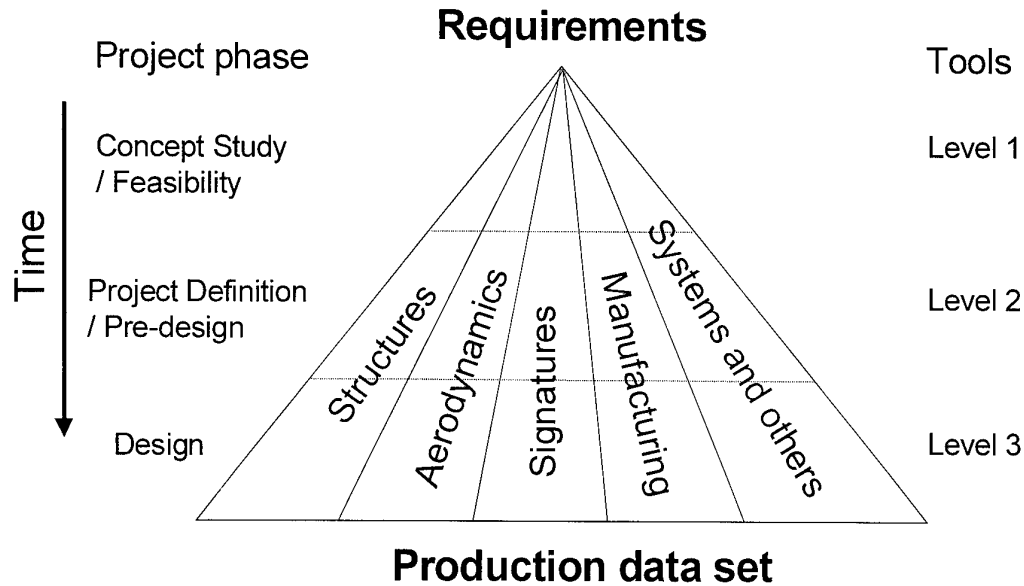 Requirements
Project phase
Tools
Time
Concept Study
/ Feasibility
Level 1
Project Definition
/ Pre-design
Level 2
Structures
Aerodynamics
Signatures
Manufacturing
Systems and others
Design
Level 3
Production data set